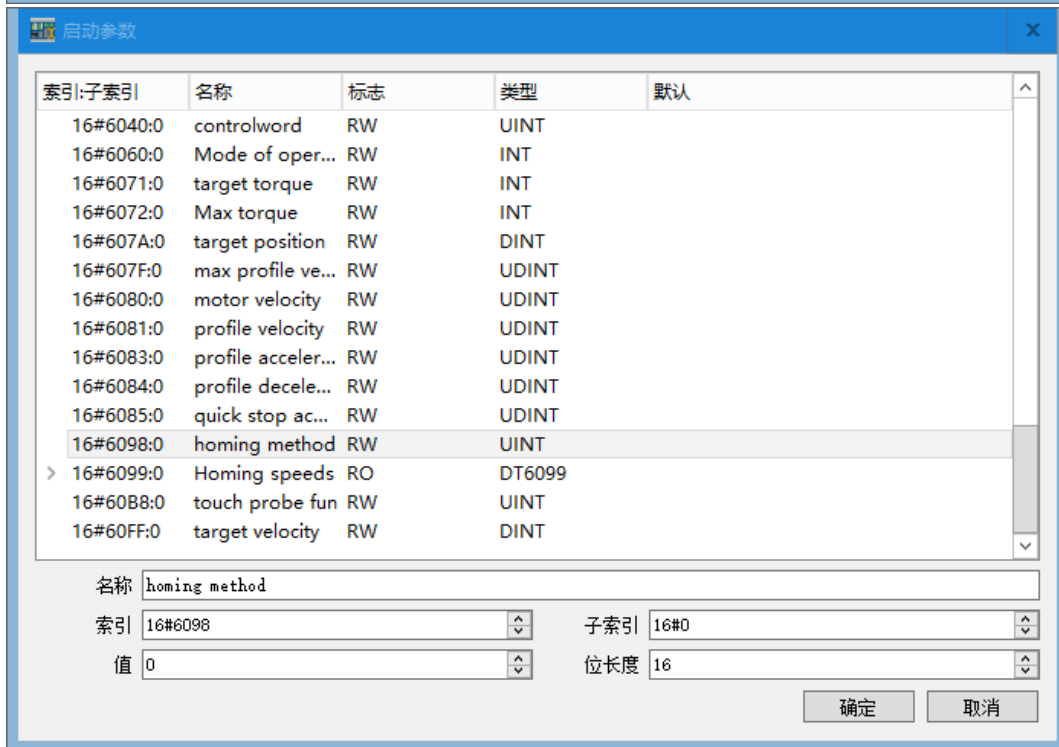 启动参数
索引:子索引 名称 标志 类型 默认
16#6040:0 controlword RW UINT
16#6060:0 Mode of oper... RW INT
16#6071:0 target torque RW INT
16#6072:0 Max torque RW INT
16#607A:0 target position RW DINT
16#607F:0 max profile ve... RW UDINT
16#6080:0 motor velocity RW UDINT
16#6081:0 profile velocity RW UDINT
16#6083:0 profile acceler... RW UDINT
16#6084:0 profile decele... RW UDINT
16#6085:0 quick stop ac... RW UDINT
16#6098:0 homing method RW UINT
16#6099:0 Homing speeds RO DT6099
16#60B8:0 touch probe fun RW UINT
16#60FF:0 target velocity RW DINT
名称 homing method
索引 16#6098 子索引 16#0
值 0 位长度 16
确定 取消